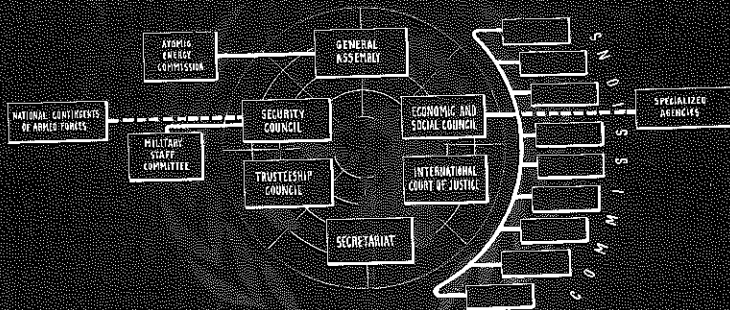 ATOMIC
ENERGY
COMMISSION
GENERAL
ASSEMBLY
NATIONAL CONTINGENTS
OF ARMED FORCES
MILITARY
STAFF
COMMITTEE
SECURITY
COUNCIL
ECONOMIC AND
SOCIAL COUNCIL
SPECIALIZED
AGENCIES
TRUSTEESHIP
COUNCIL
INTERNATIONAL
COURT OF JUSTICE
SECRETARIAT
COMMISSIONS